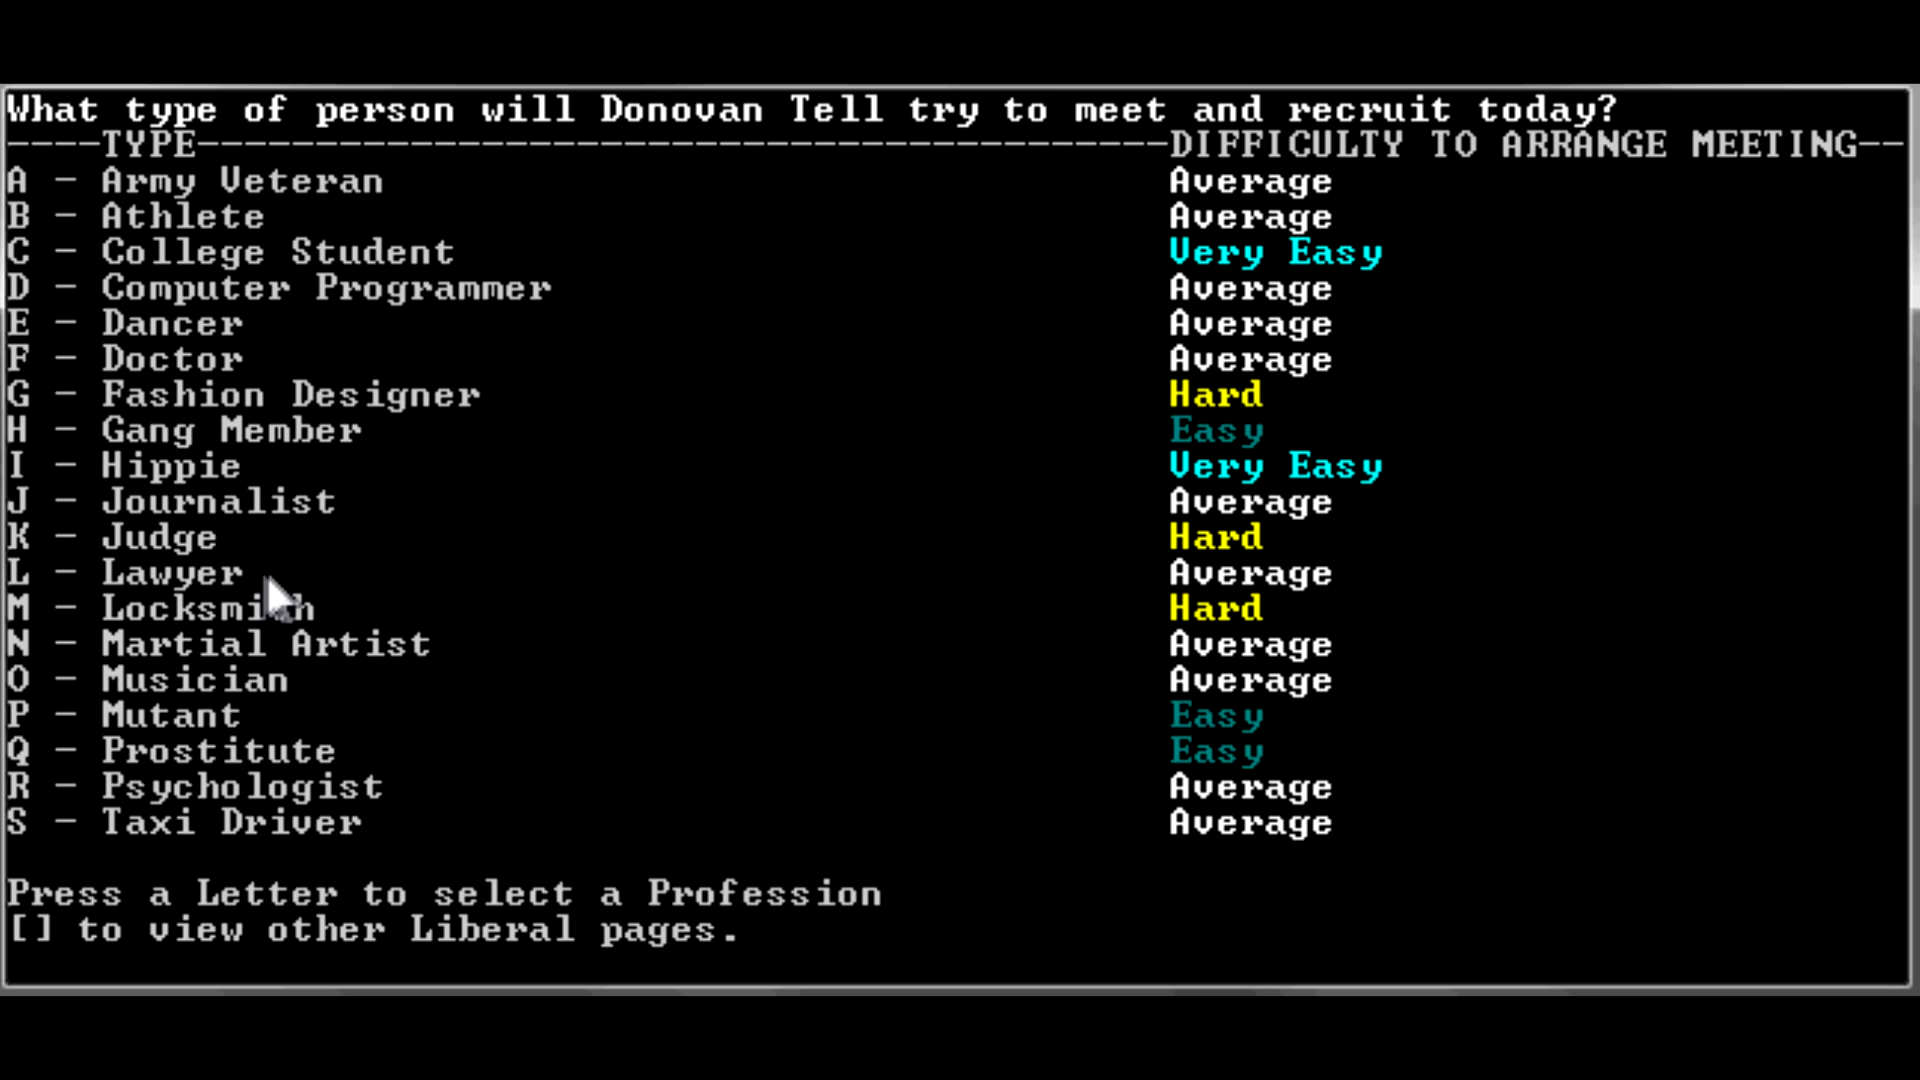 What type of person will Donovan Tell try to meet and recruit today?
----TYPE-----------------------------------------DIFFICULTY TO ARRANGE MEETING--
A - Army Veteran Average
B - Athlete Average
C - College Student Very Easy
D - Computer Programmer Average
E - Dancer Average
F - Doctor Average
G - Fashion Designer Hard
H - Gang Member Easy
I - Hippie Very Easy
J - Journalist Average
K - Judge Hard
L - Lawyer Average
M - Locksmith Hard
N - Martial Artist Average
O - Musician Average
P - Mutant Easy
Q - Prostitute Easy
R - Psychologist Average
S - Taxi Driver Average
Press a Letter to select a Profession
[] to view other Liberal pages.